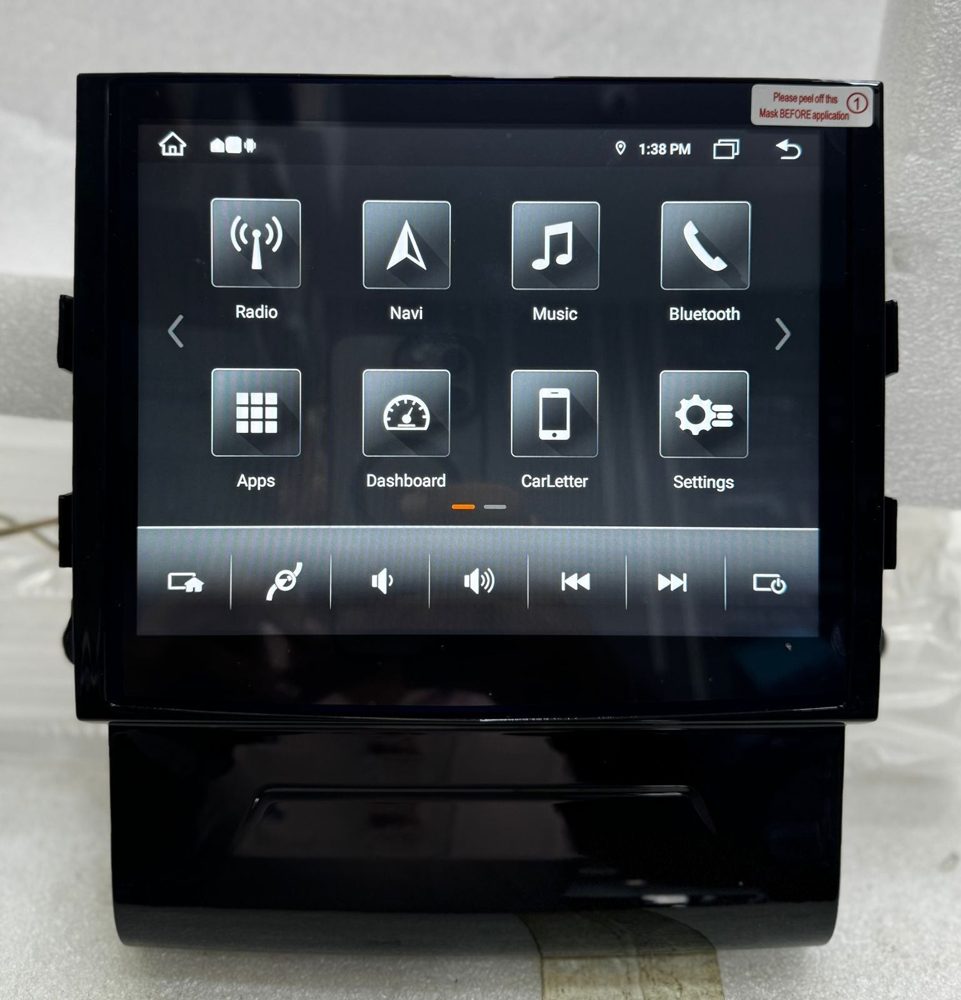 Please peel off this
Mask BEFORE application
1
1:38 PM
Radio
Navi
Music
Bluetooth
Apps
Dashboard
CarLetter
Settings